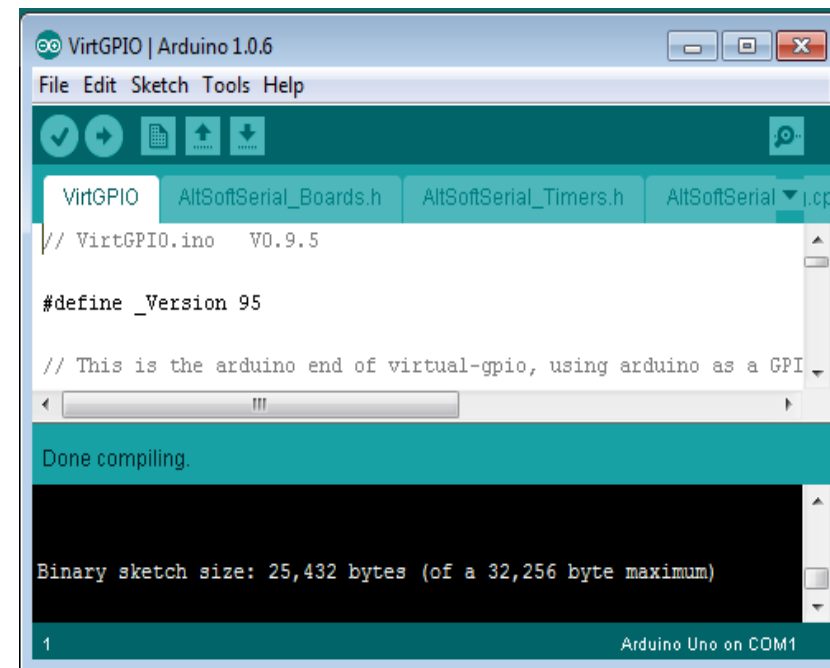 VirtGPIO | Arduino 1.0.6
File Edit Sketch Tools Help
VirtGPIO AltSoftSerial_Boards.h AltSoftSerial_Timers.h AltSoftSerial
// VirtGPIO.ino V0.9.5
#define _Version 95
// This is the arduino end of virtual-gpio, using arduino as a GPI
Done compiling.
Binary sketch size: 25,432 bytes (of a 32,256 byte maximum)
1 Arduino Uno on COM1